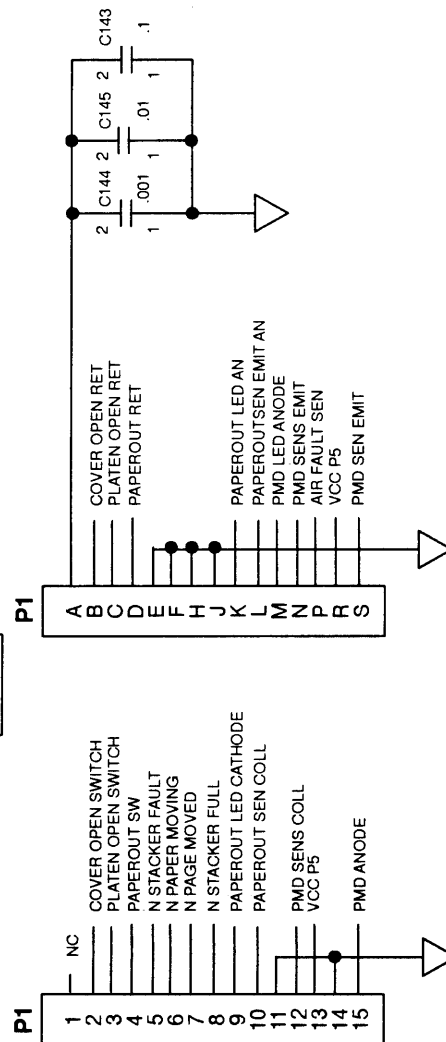 P1
1 NC
2 COVER OPEN SWITCH
3 PLATEN OPEN SWITCH
4 PAPEROUT SW
5 N STACKER FAULT
6 N PAPER MOVING
7 N PAGE MOVED
8 N STACKER FULL
9 PAPEROUT LED CATHODE
10 PAPEROUT SEN COLL
11
12 PMD SENS COLL
13 VCC P5
14
15 PMD ANODE
P1
A
B COVER OPEN RET
C PLATEN OPEN RET
D PAPEROUT RET
E
F
H
J
K PAPEROUT LED AN
L PAPEROUT SEN EMIT AN
M PMD LED ANODE
N PMD SENS EMIT
P AIR FAULT SEN
R VCC P5
S PMD SEN EMIT
2 C144
1 .001
2 C145
1 .01
2 C143
1 .1